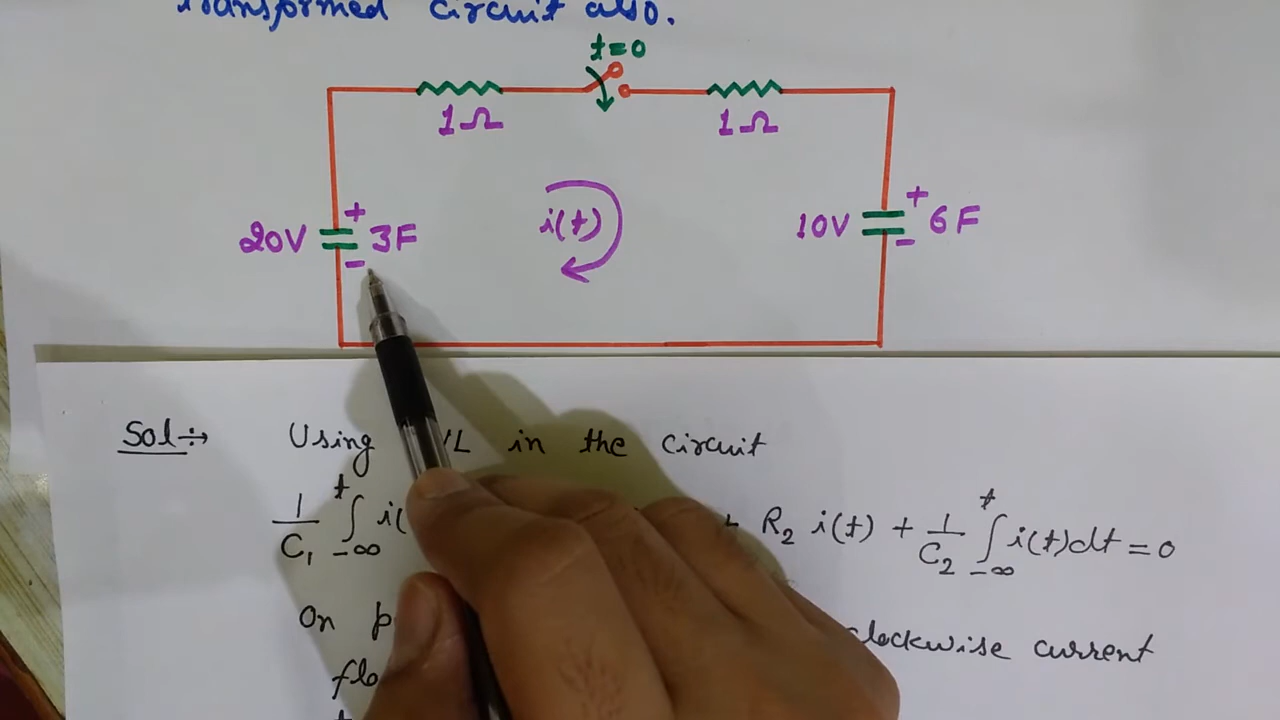 transformed circuit also.
t=0
1Ω 1Ω
i(t)
20V + - 3F
10V + - 6F
Sol ÷ Using in the circuit
1/C₁ ∫_{-∞}^{t} i( + R₂ i(t) + 1/C₂ ∫_{-∞}^{t} i(t)dt = 0
On clockwise current